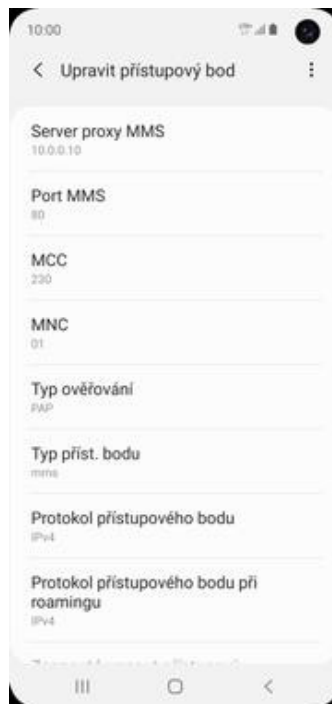 10:00
Upravit přístupový bod
Server proxy MMS
10.0.0.10
Port MMS
80
MCC
230
MNC
01
Typ ověřování
PAP
Typ příst. bodu
mms
Protokol přístupového bodu
IPv4
Protokol přístupového bodu při
roamingu
IPv4